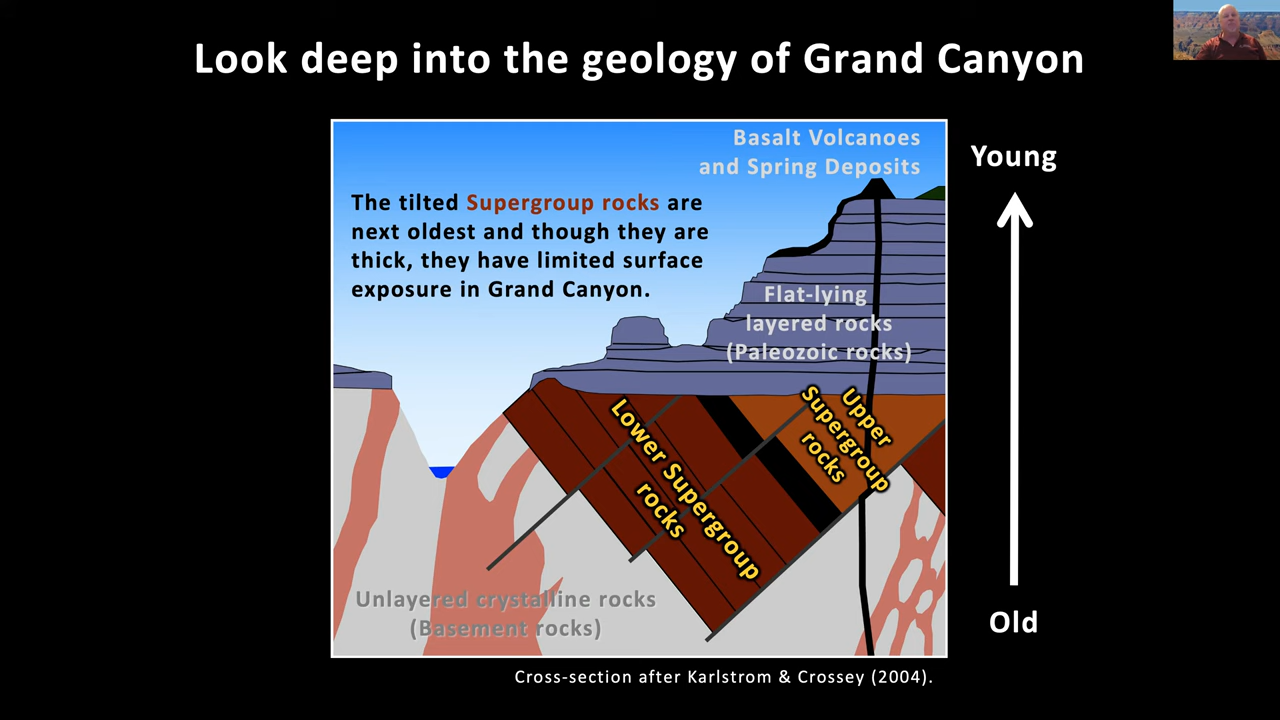 Look deep into the geology of Grand Canyon
Basalt Volcanoes
and Spring Deposits
Young
The tilted Supergroup rocks are
next oldest and though they are
thick, they have limited surface
exposure in Grand Canyon.
Flat-lying
layered rocks
(Paleozoic rocks)
Upper
Supergroup
rocks
Lower Supergroup
rocks
Unlayered crystalline rocks
(Basement rocks)
Old
Cross-section after Karlstrom & Crossey (2004).